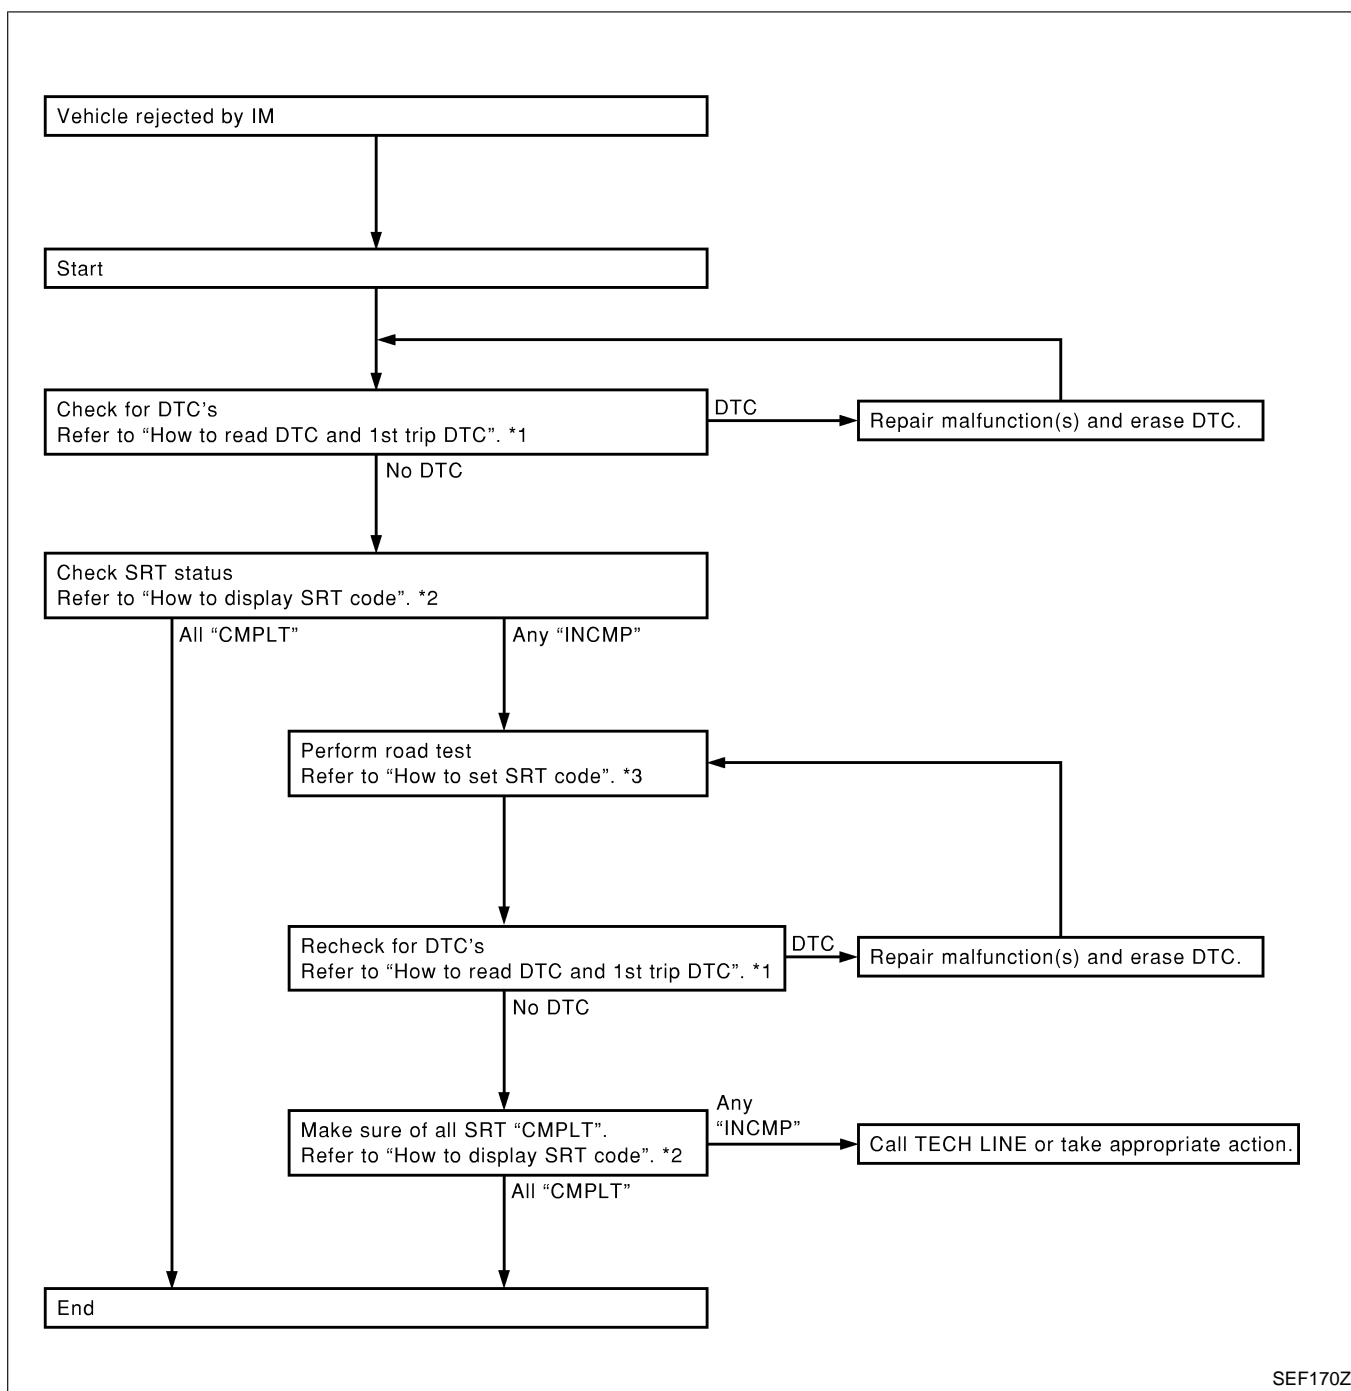 Vehicle rejected by IM
Start
Check for DTC's
Refer to “How to read DTC and 1st trip DTC”. *1
DTC
Repair malfunction(s) and erase DTC.
No DTC
Check SRT status
Refer to “How to display SRT code”. *2
All “CMPLT”
Any “INCMP”
Perform road test
Refer to “How to set SRT code”. *3
Recheck for DTC's
Refer to “How to read DTC and 1st trip DTC”. *1
DTC
Repair malfunction(s) and erase DTC.
No DTC
Make sure of all SRT “CMPLT”.
Refer to “How to display SRT code”. *2
Any
“INCMP”
Call TECH LINE or take appropriate action.
All “CMPLT”
End
SEF170Z